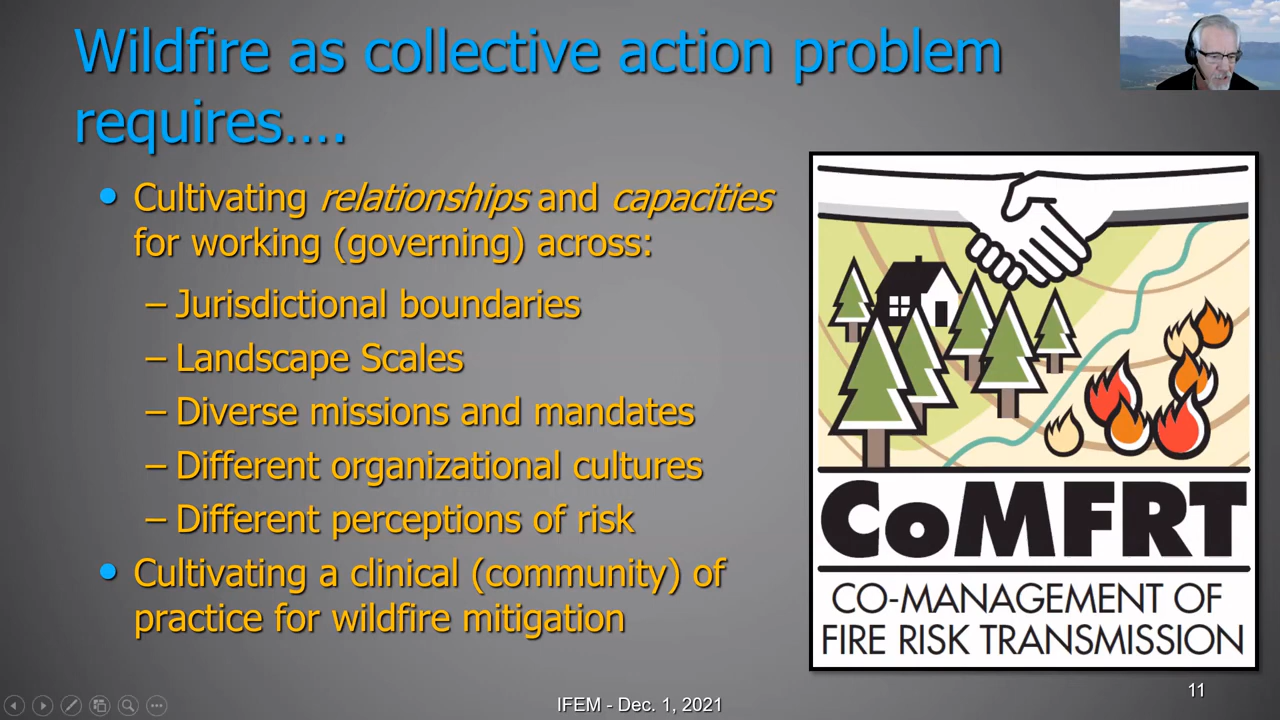 Wildfire as collective action problem
requires….
• Cultivating relationships and capacities
for working (governing) across:
– Jurisdictional boundaries
– Landscape Scales
– Diverse missions and mandates
– Different organizational cultures
– Different perceptions of risk
• Cultivating a clinical (community) of
practice for wildfire mitigation
CoMFRT
CO-MANAGEMENT OF
FIRE RISK TRANSMISSION
IFEM - Dec. 1, 2021
11